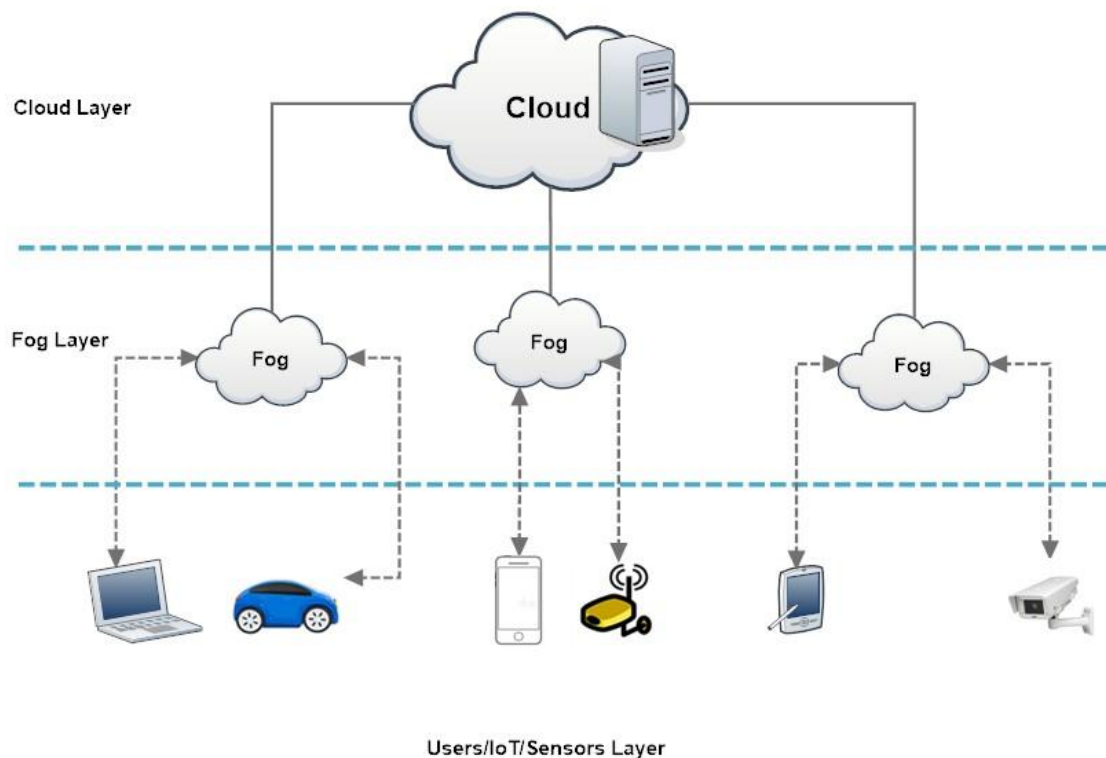 Cloud Layer
Cloud
Fog Layer
Fog
Fog
Fog
Users/IoT/Sensors Layer